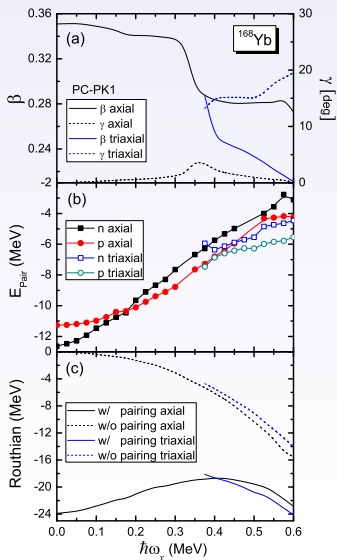 0.36
(a)
¹⁶⁸Yb
30
0.32
20
β
0.28
PC-PK1
β axial
γ axial
β triaxial
γ triaxial
γ [deg]
10
0.24
0
-2
(b)
-4
n axial
p axial
n triaxial
p triaxial
-6
E_Pair (MeV)
-8
-10
-12
0
(c)
-4
-8
w/ pairing axial
w/o pairing axial
w/ pairing triaxial
w/o pairing triaxial
Routhian (MeV)
-12
-16
-20
-24
0.0 0.1 0.2 0.3 0.4 0.5 0.6
ħω_x (MeV)